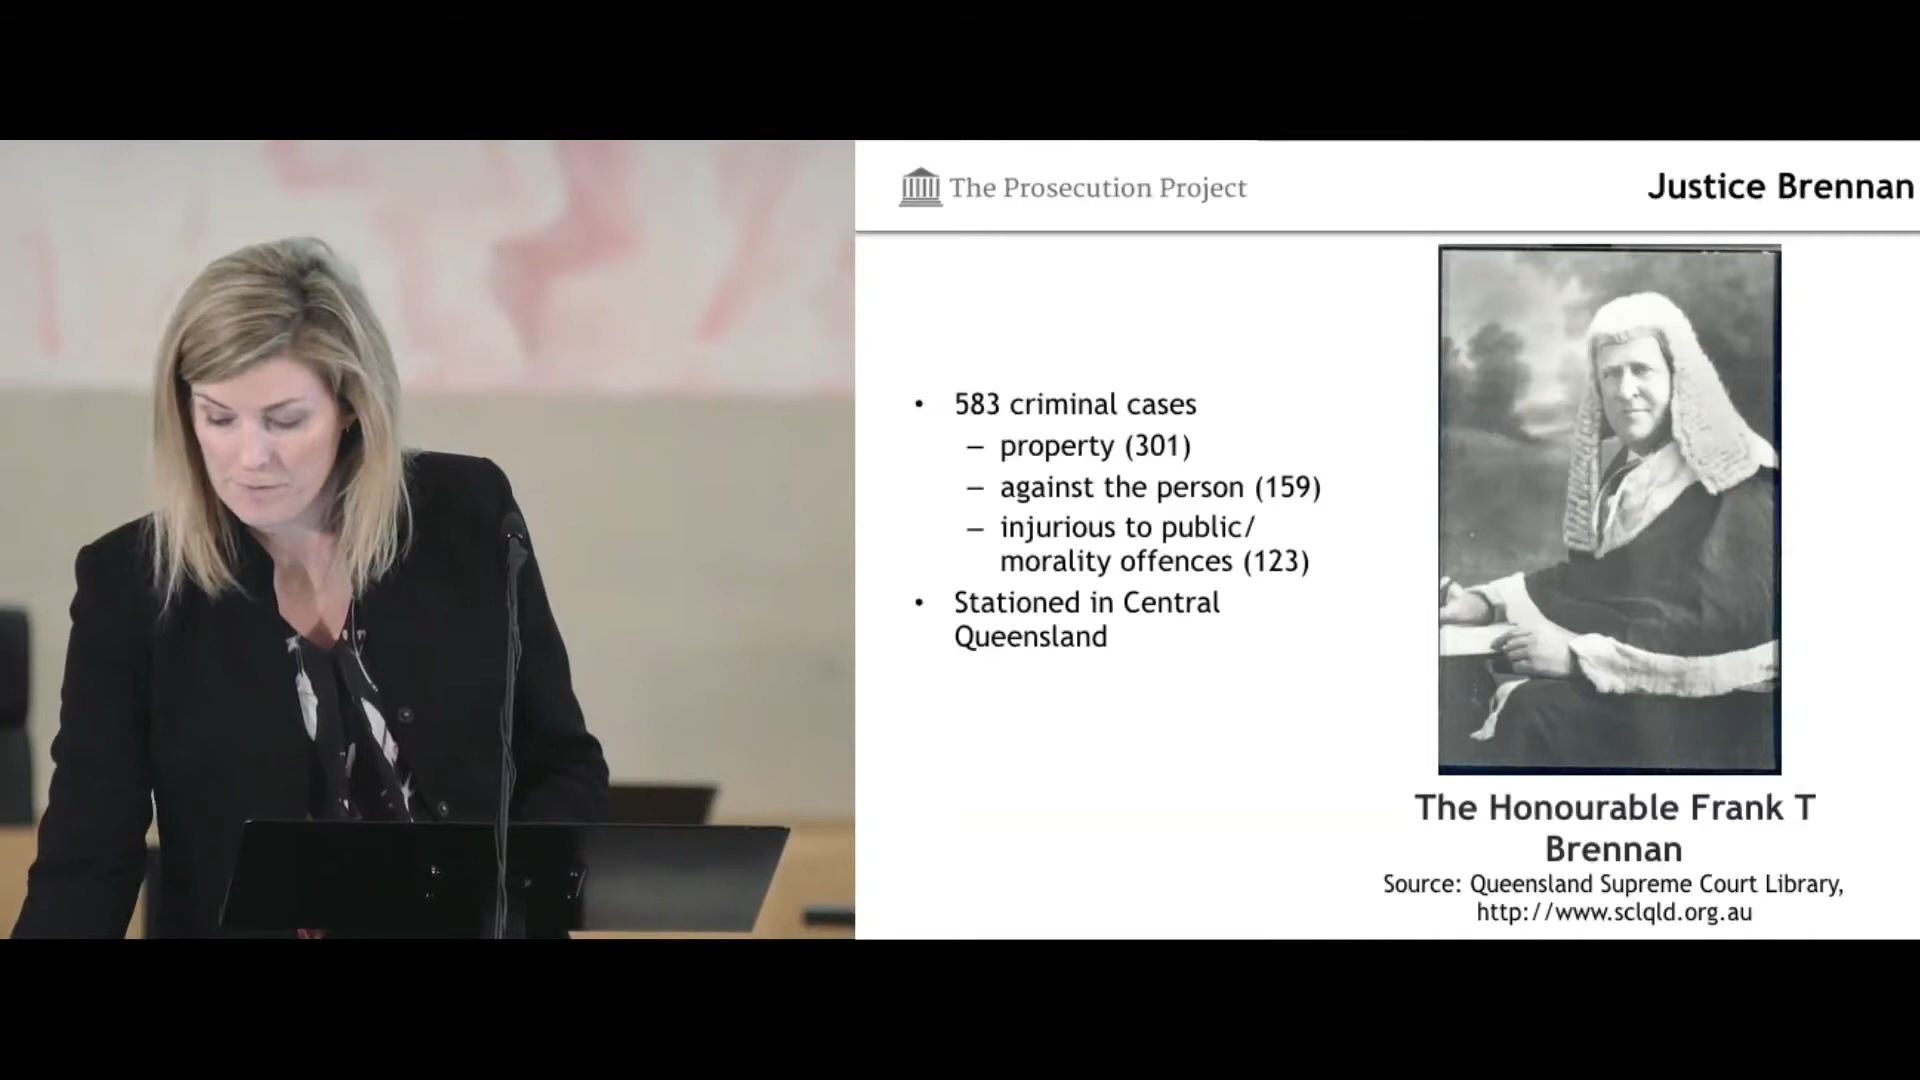 The Prosecution Project
Justice Brennan
• 583 criminal cases
– property (301)
– against the person (159)
– injurious to public/
morality offences (123)
• Stationed in Central
Queensland
The Honourable Frank T
Brennan
Source: Queensland Supreme Court Library,
http://www.sclqld.org.au